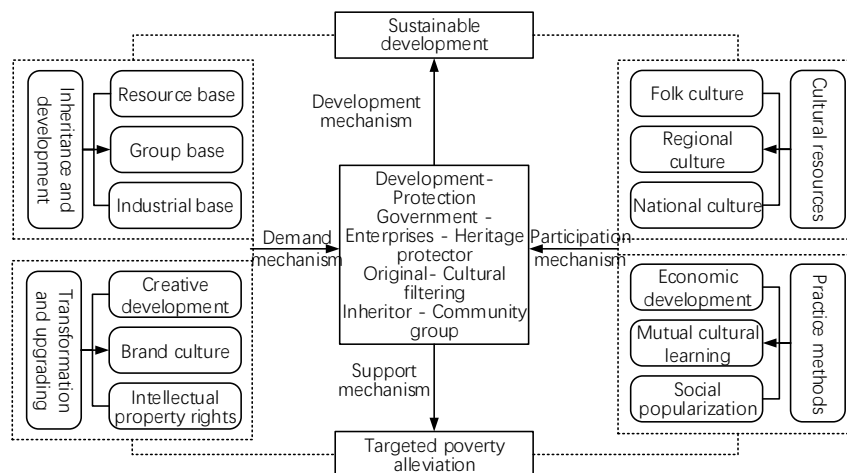 Sustainable
development
Inheritance and
development
Resource base
Group base
Industrial base
Development
mechanism
Folk culture
Regional
culture
National culture
Cultural resources
Development-
Protection
Government -
Enterprises - Heritage
protector
Original- Cultural
filtering
Inheritor - Community
group
Demand
mechanism
Participation
mechanism
Transformation
and upgrading
Creative
development
Brand culture
Intellectual
property rights
Support
mechanism
Economic
development
Mutual cultural
learning
Social
popularization
Practice methods
Targeted poverty
alleviation